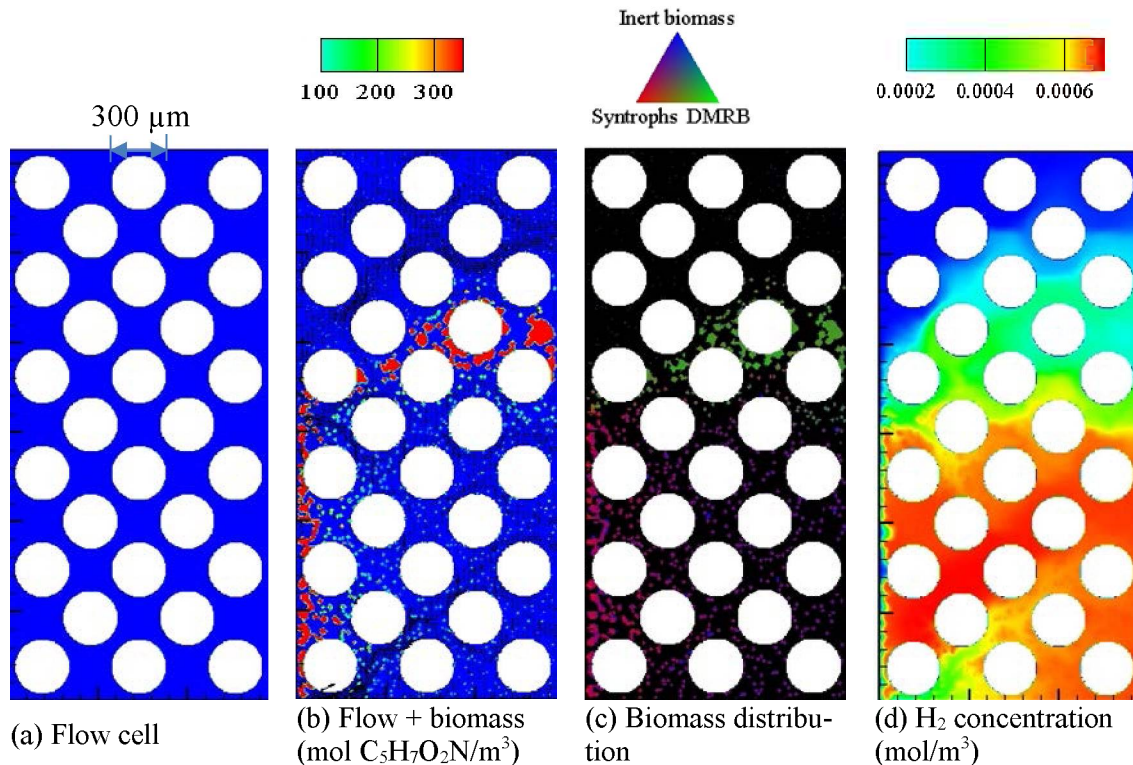 Inert biomass
Syntrophs DMRB
100 200 300
0.0002 0.0004 0.0006
300 µm
(a) Flow cell
(b) Flow + biomass
(mol C₅H₇O₂N/m³)
(c) Biomass distribu-
tion
(d) H₂ concentration
(mol/m³)